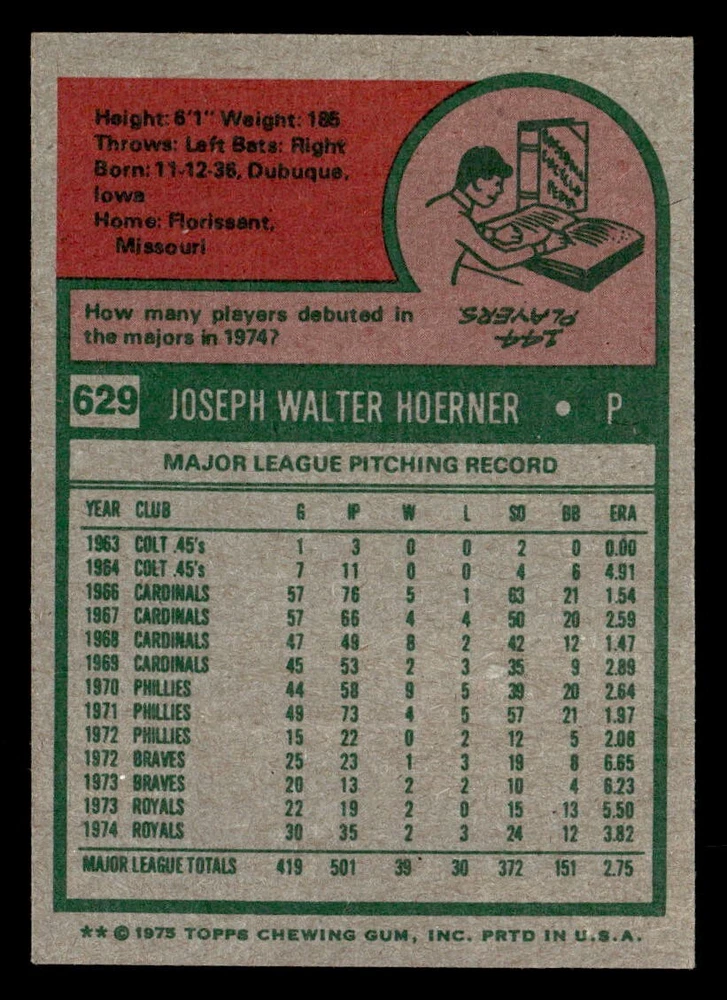 Height: 6'1" Weight: 185
Throws: Left Bats: Right
Born: 11-12-36, Dubuque,
Iowa
Home: Florissant,
Missouri
How many players debuted in
the majors in 1974?
144
PLAYERS
629 JOSEPH WALTER HOERNER • P
MAJOR LEAGUE PITCHING RECORD
YEAR CLUB G IP W L SO BB ERA
1963 COLT .45's 1 3 0 0 2 0 0.00
1964 COLT .45's 7 11 0 0 4 6 4.91
1966 CARDINALS 57 76 5 1 63 21 1.54
1967 CARDINALS 57 66 4 4 50 20 2.59
1968 CARDINALS 47 49 8 2 42 12 1.47
1969 CARDINALS 45 53 2 3 35 9 2.89
1970 PHILLIES 44 58 9 5 39 20 2.64
1971 PHILLIES 49 73 4 5 57 21 1.97
1972 PHILLIES 15 22 0 2 12 5 2.08
1972 BRAVES 25 23 1 3 19 8 6.65
1973 BRAVES 20 13 2 2 10 4 6.23
1973 ROYALS 22 19 2 0 15 13 5.50
1974 ROYALS 30 35 2 3 24 12 3.82
MAJOR LEAGUE TOTALS 419 501 39 30 372 151 2.75
** © 1975 TOPPS CHEWING GUM, INC. PRTD IN U.S.A.